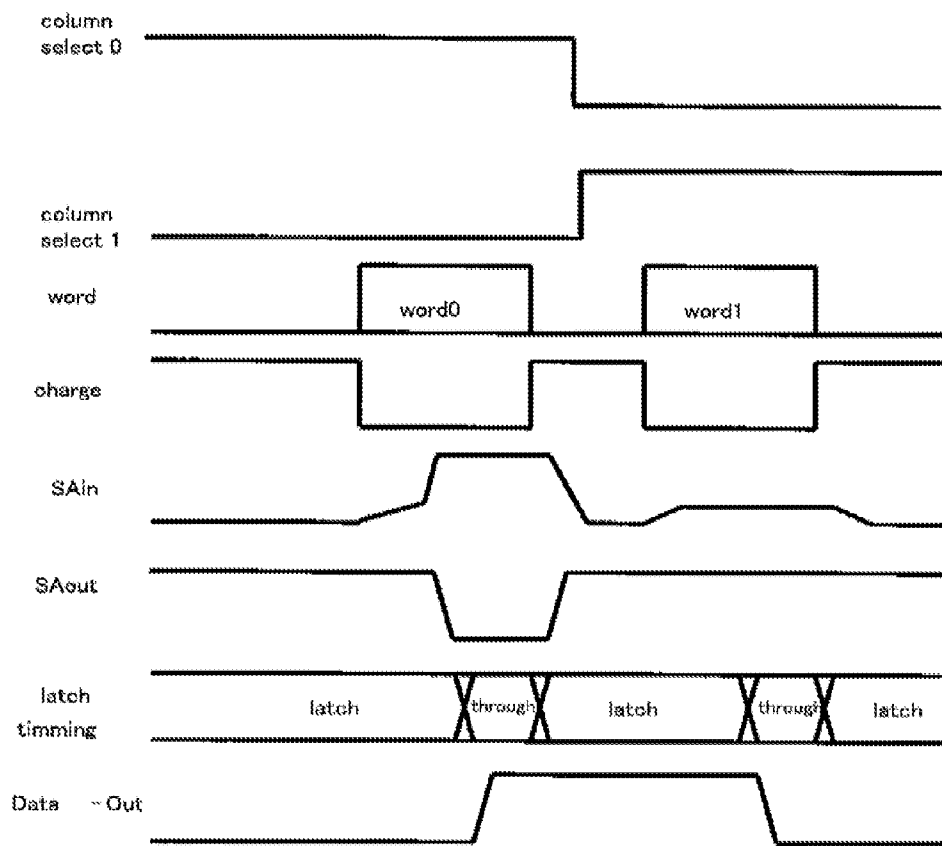 column
select 0
column
select 1
word
word0
word1
oharge
SAin
SAout
latch
timming
latch
through
latch
through
latch
Data -Out